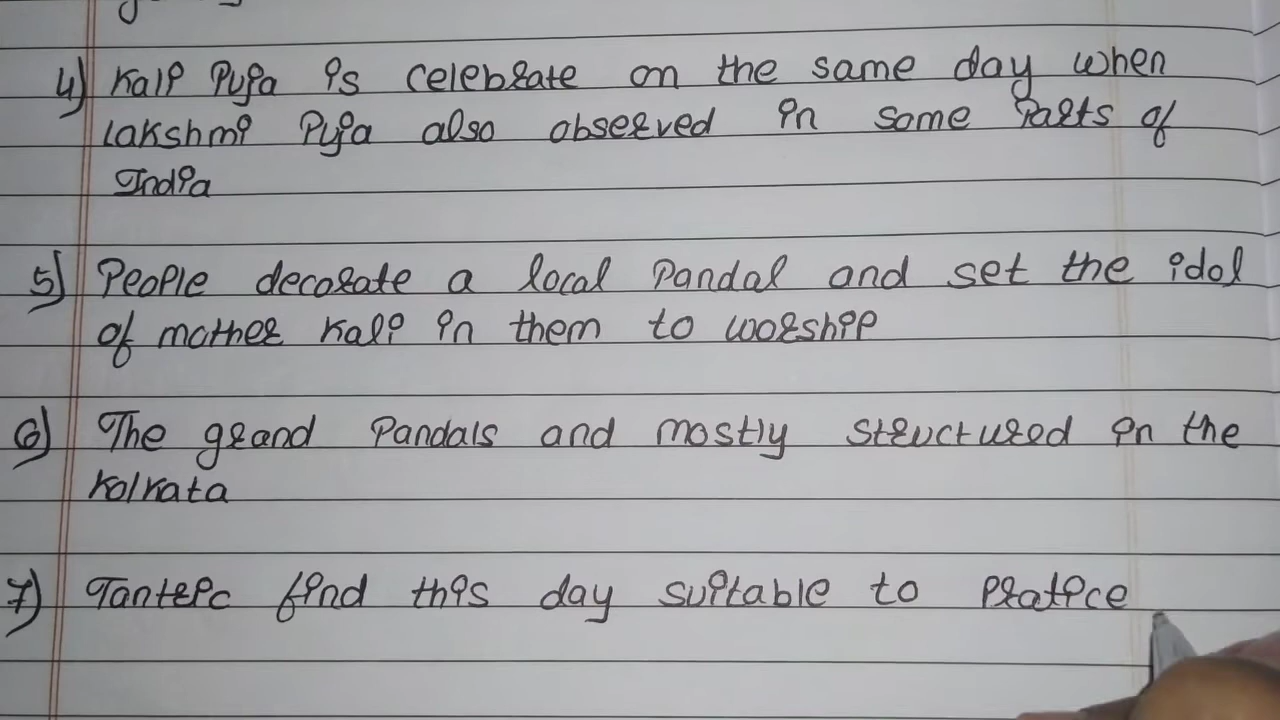 4) Kali Puja is celebrate on the same day when
Lakshmi Puja also observed in some Parts of
India
5) People decorate a local Pandal and set the idol
of mother Kali in them to worship
6) The grand Pandals and mostly structured in the
Kolkata
7) Tantric find this day suitable to Pratice